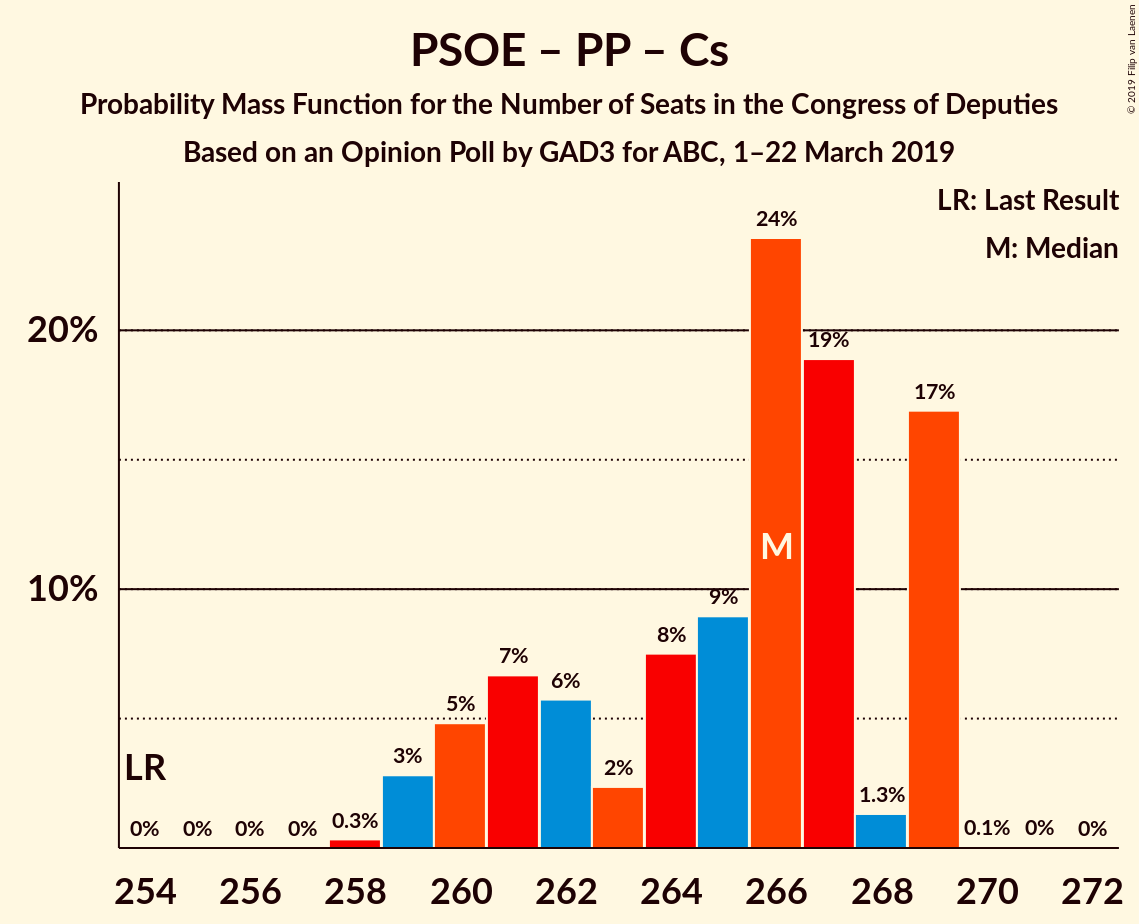 PSOE – PP – Cs
Probability Mass Function for the Number of Seats in the Congress of Deputies
Based on an Opinion Poll by GAD3 for ABC, 1–22 March 2019
© 2019 Filip van Laenen
LR: Last Result
M: Median
20%
10%
LR
M
0% 0% 0% 0% 0.3% 3% 5% 7% 6% 2% 8% 9% 24% 19% 1.3% 17% 0.1% 0% 0%
254 256 258 260 262 264 266 268 270 272